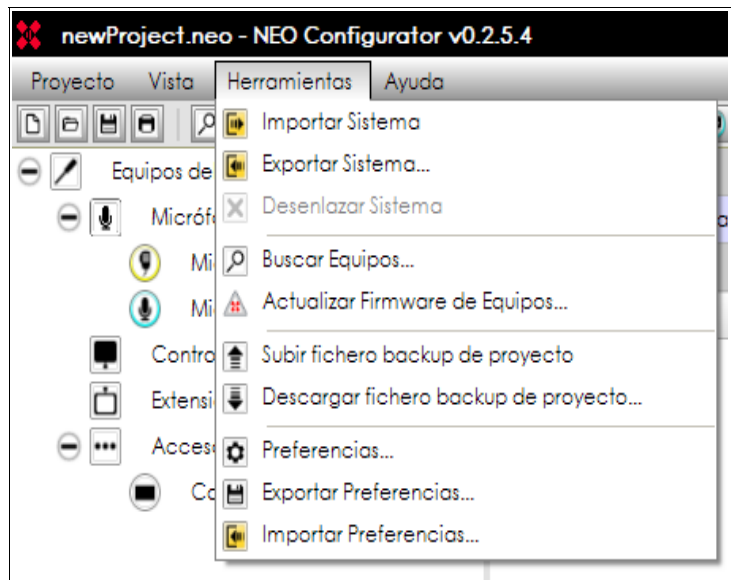 newProject.neo - NEO Configurator v0.2.5.4
Proyecto Vista Herramientas Ayuda
Importar Sistema
Equipos de
Exportar Sistema...
Desenlazar Sistema
Buscar Equipos...
Actualizar Firmware de Equipos...
Subir fichero backup de proyecto
Descargar fichero backup de proyecto...
Preferencias...
Exportar Preferencias...
Importar Preferencias...